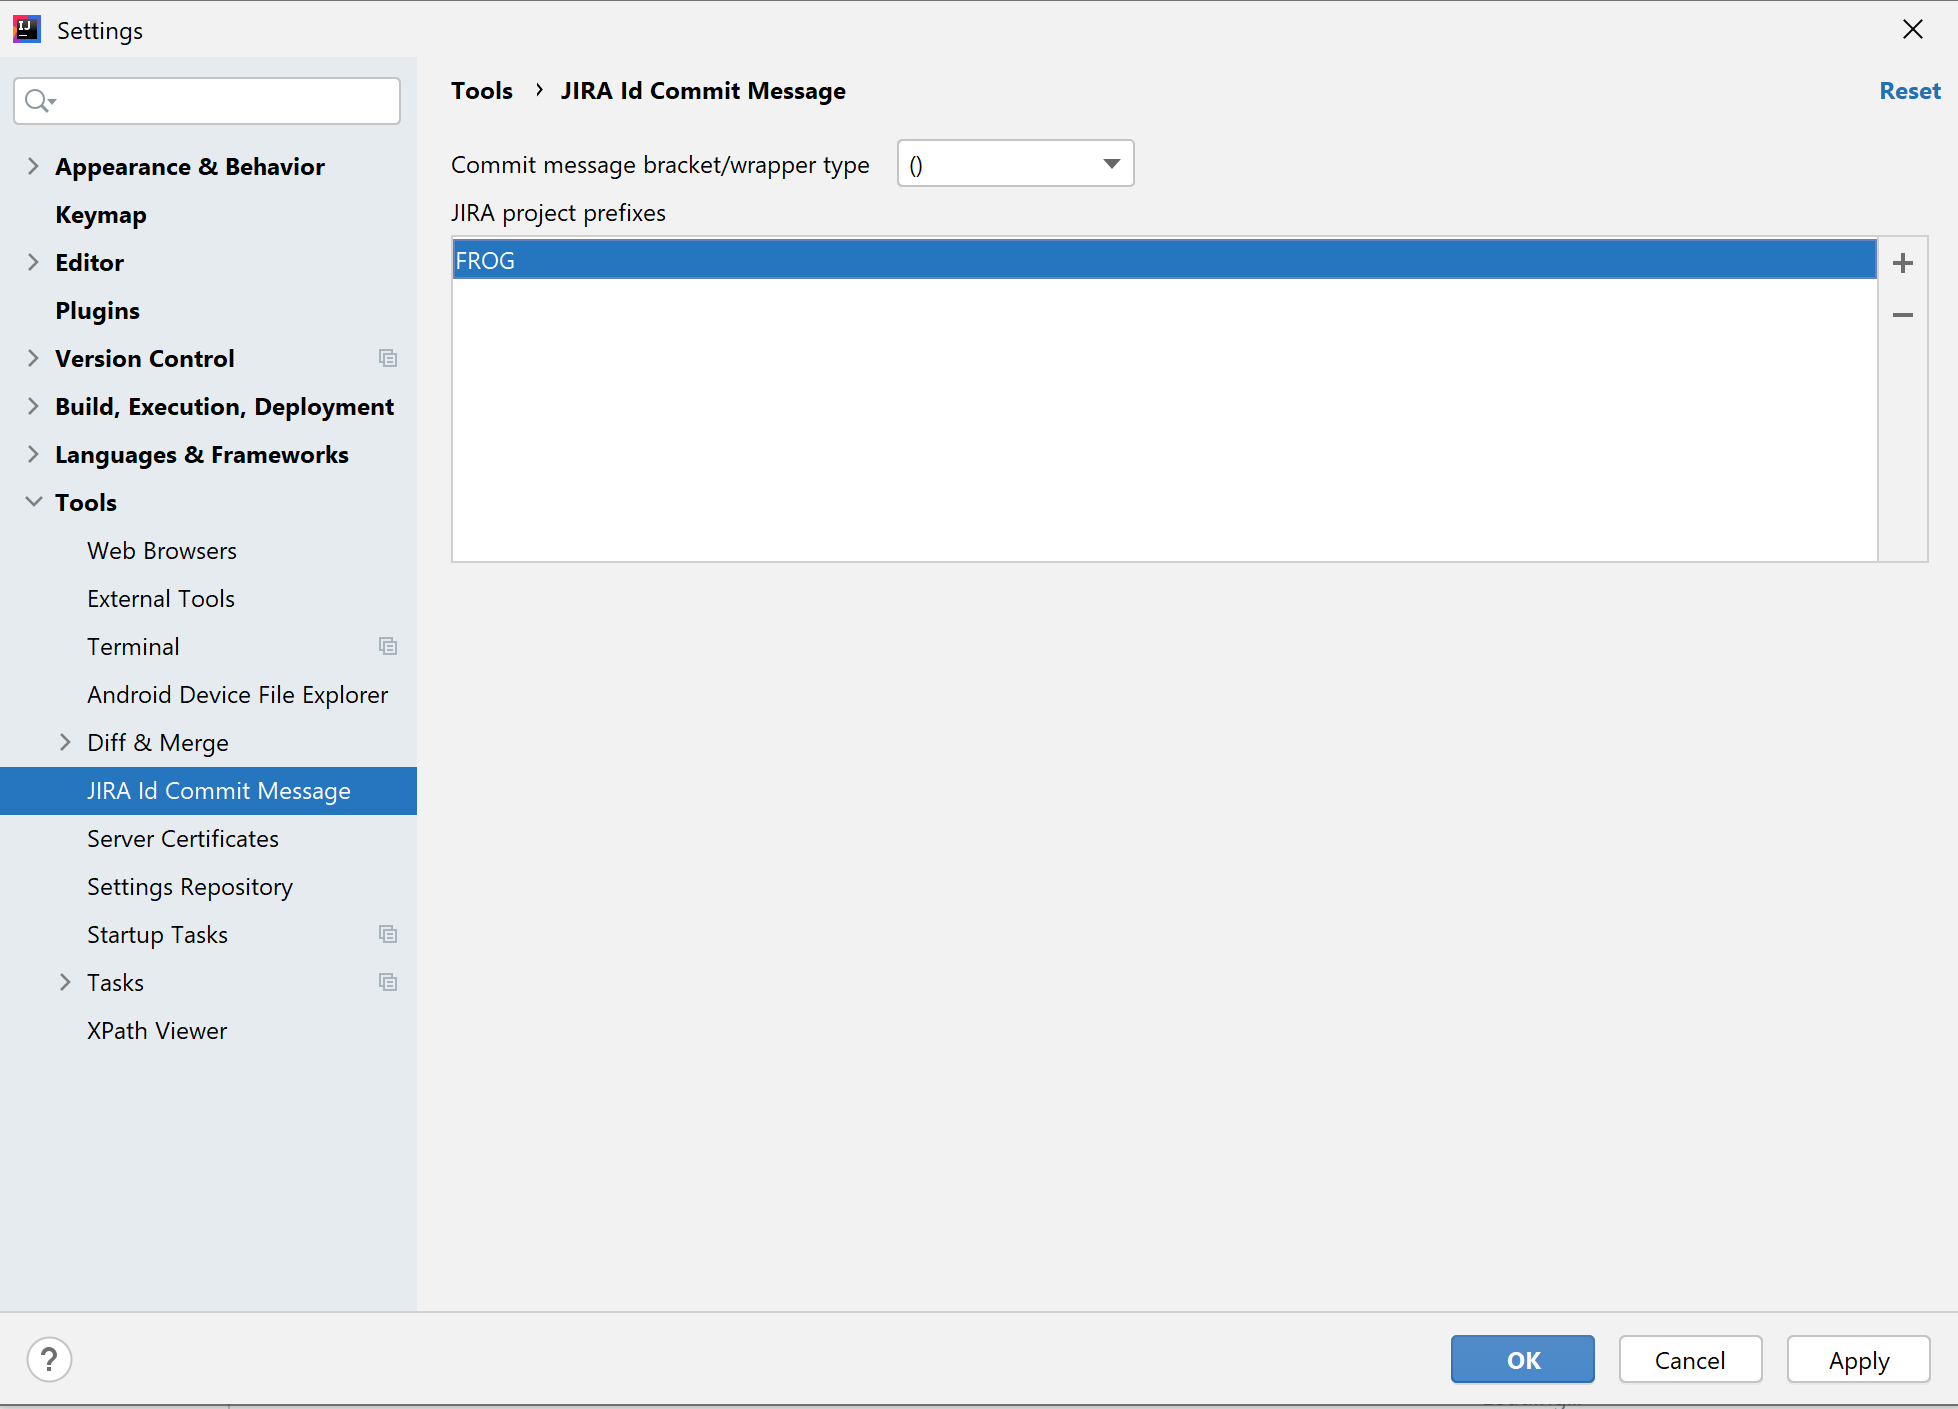 IJ
Settings
Tools › JIRA Id Commit Message
Reset
Appearance & Behavior
Keymap
Editor
Plugins
Version Control
Build, Execution, Deployment
Languages & Frameworks
Tools
Web Browsers
External Tools
Terminal
Android Device File Explorer
Diff & Merge
JIRA Id Commit Message
Server Certificates
Settings Repository
Startup Tasks
Tasks
XPath Viewer
Commit message bracket/wrapper type ()
JIRA project prefixes
FROG
?
OK
Cancel
Apply